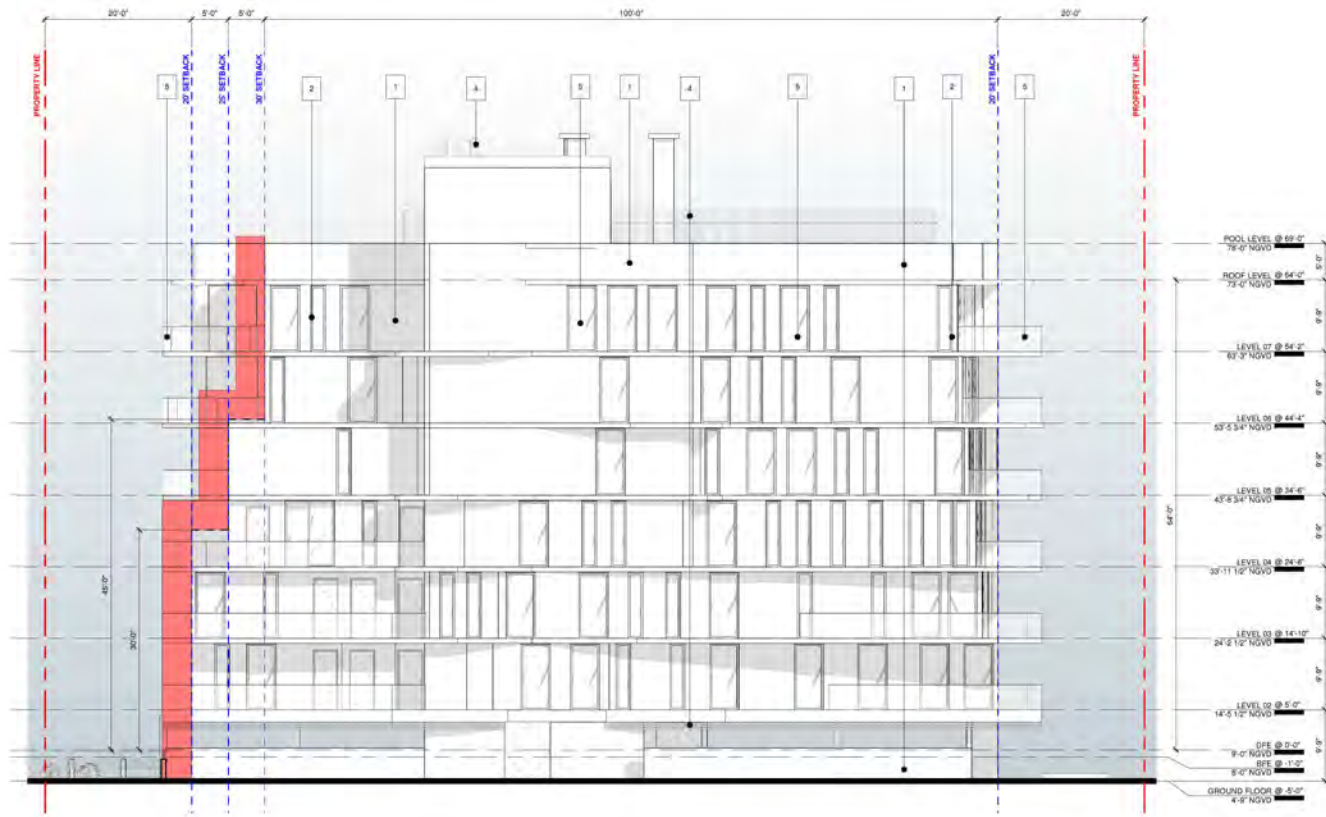 20'-0"
5'-0"
5'-0"
100'-0"
20'-0"
PROPERTY LINE
20' SETBACK
25' SETBACK
30' SETBACK
20' SETBACK
PROPERTY LINE
2
1
4
1
4
1
2
POOL LEVEL @ 69'-0"
78'-0" NGVD
5'-0"
ROOF LEVEL @ 64'-0"
73'-0" NGVD
9'-9"
LEVEL 07 @ 54'-2"
63'-3" NGVD
9'-9"
LEVEL 06 @ 44'-4"
53'-5 3/4" NGVD
9'-9"
LEVEL 05 @ 34'-6"
43'-8 3/4" NGVD
64'-0"
9'-9"
45'-0"
30'-0"
LEVEL 04 @ 24'-8"
33'-11 1/2" NGVD
9'-9"
LEVEL 03 @ 14'-10"
24'-2 1/2" NGVD
9'-9"
LEVEL 02 @ 5'-0"
14'-5 1/2" NGVD
9'-9"
DFE @ 0'-0"
9'-0" NGVD
BFE @ -1'-0"
8'-0" NGVD
GROUND FLOOR @ -5'-0"
4'-9" NGVD